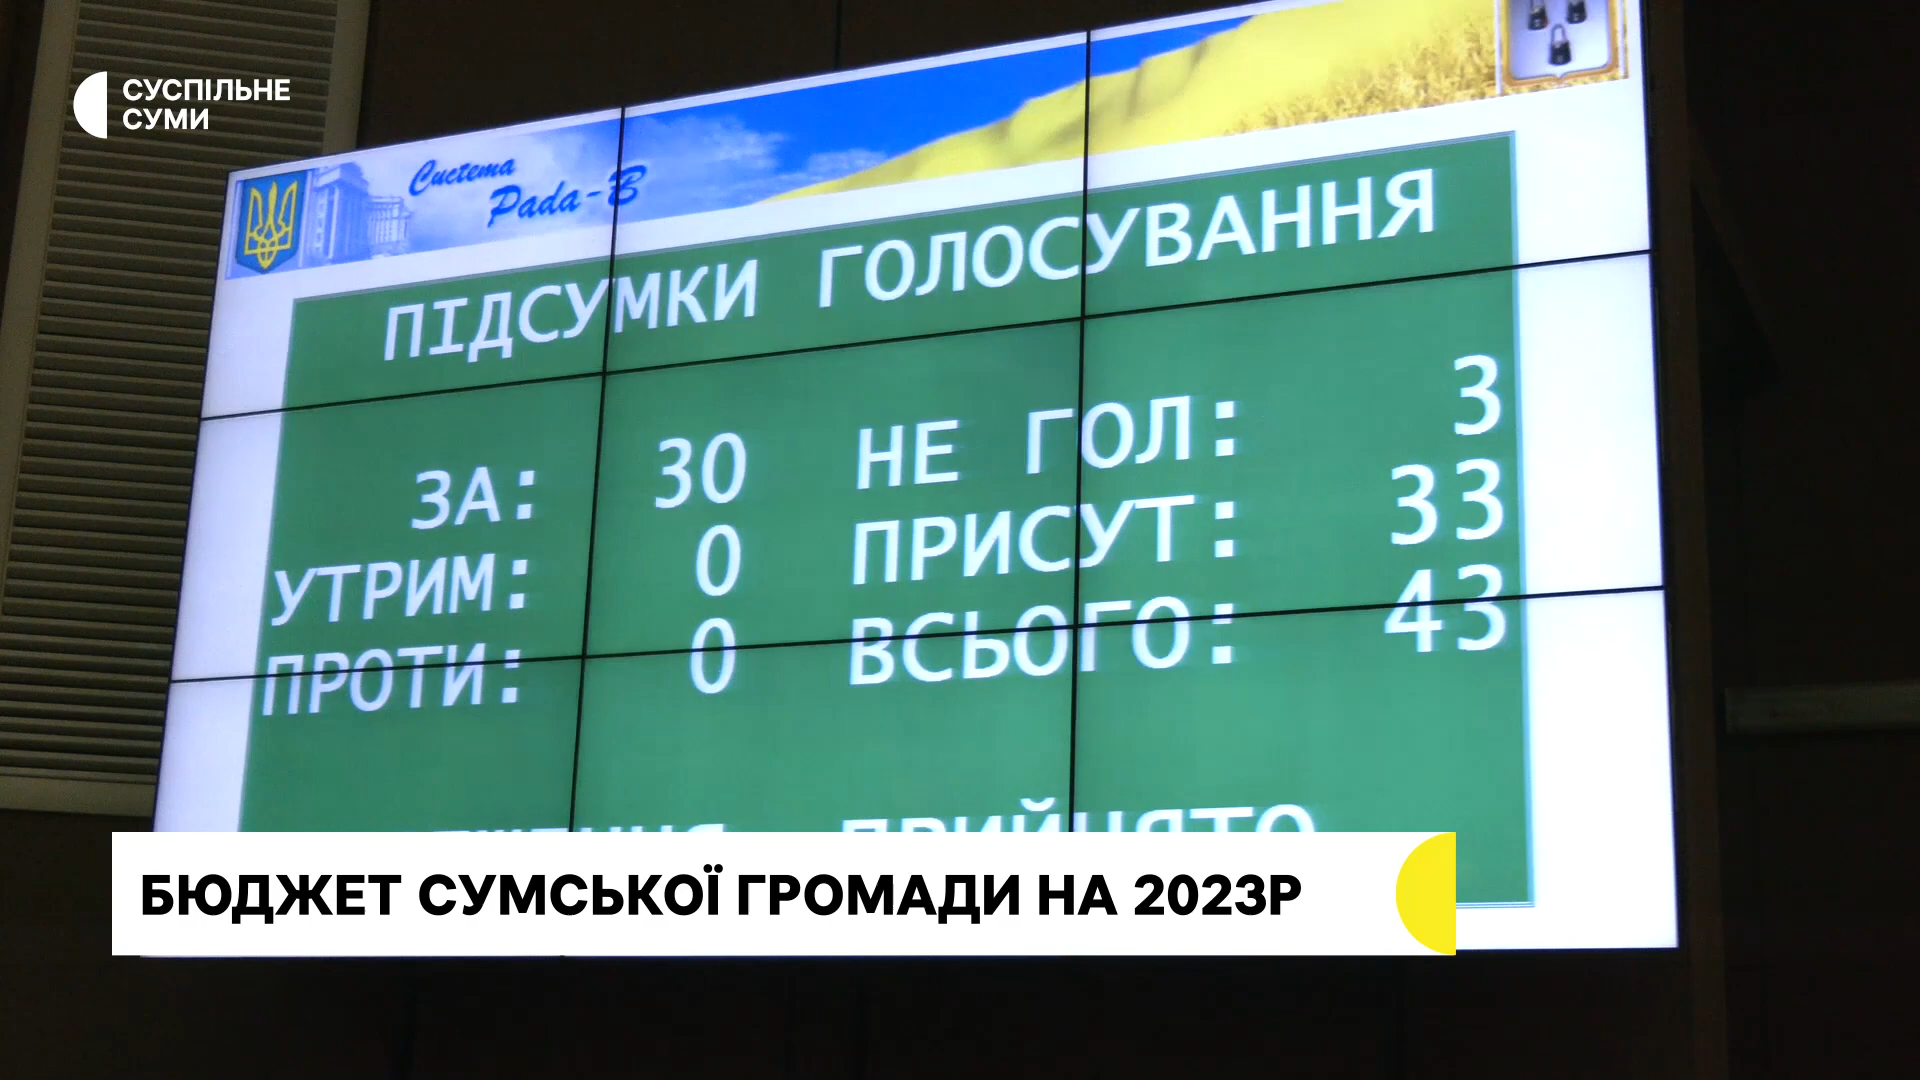 СУСПІЛЬНЕ
СУМИ
Система
Рада-В
ПІДСУМКИ ГОЛОСУВАННЯ
ЗА: 30 НЕ ГОЛ: 3
УТРИМ: 0 ПРИСУТ: 33
ПРОТИ: 0 ВСЬОГО: 43
ПРИЙНЯТО
БЮДЖЕТ СУМСЬКОЇ ГРОМАДИ НА 2023Р